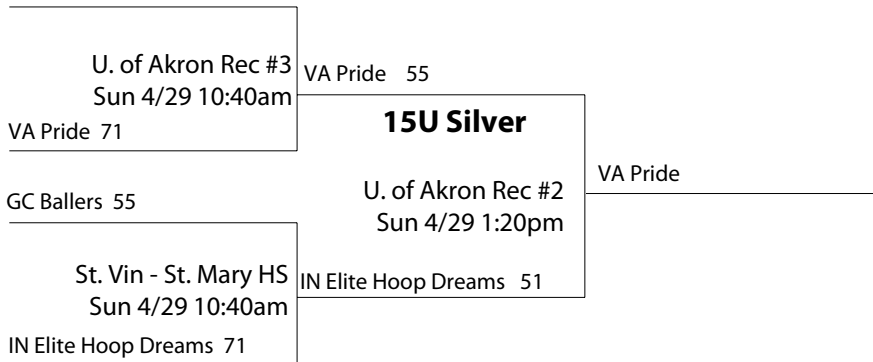 U. of Akron Rec #3
Sun 4/29 10:40am
VA Pride 55
VA Pride 71
15U Silver
VA Pride
GC Ballers 55
U. of Akron Rec #2
Sun 4/29 1:20pm
St. Vin - St. Mary HS
Sun 4/29 10:40am
IN Elite Hoop Dreams 51
IN Elite Hoop Dreams 71